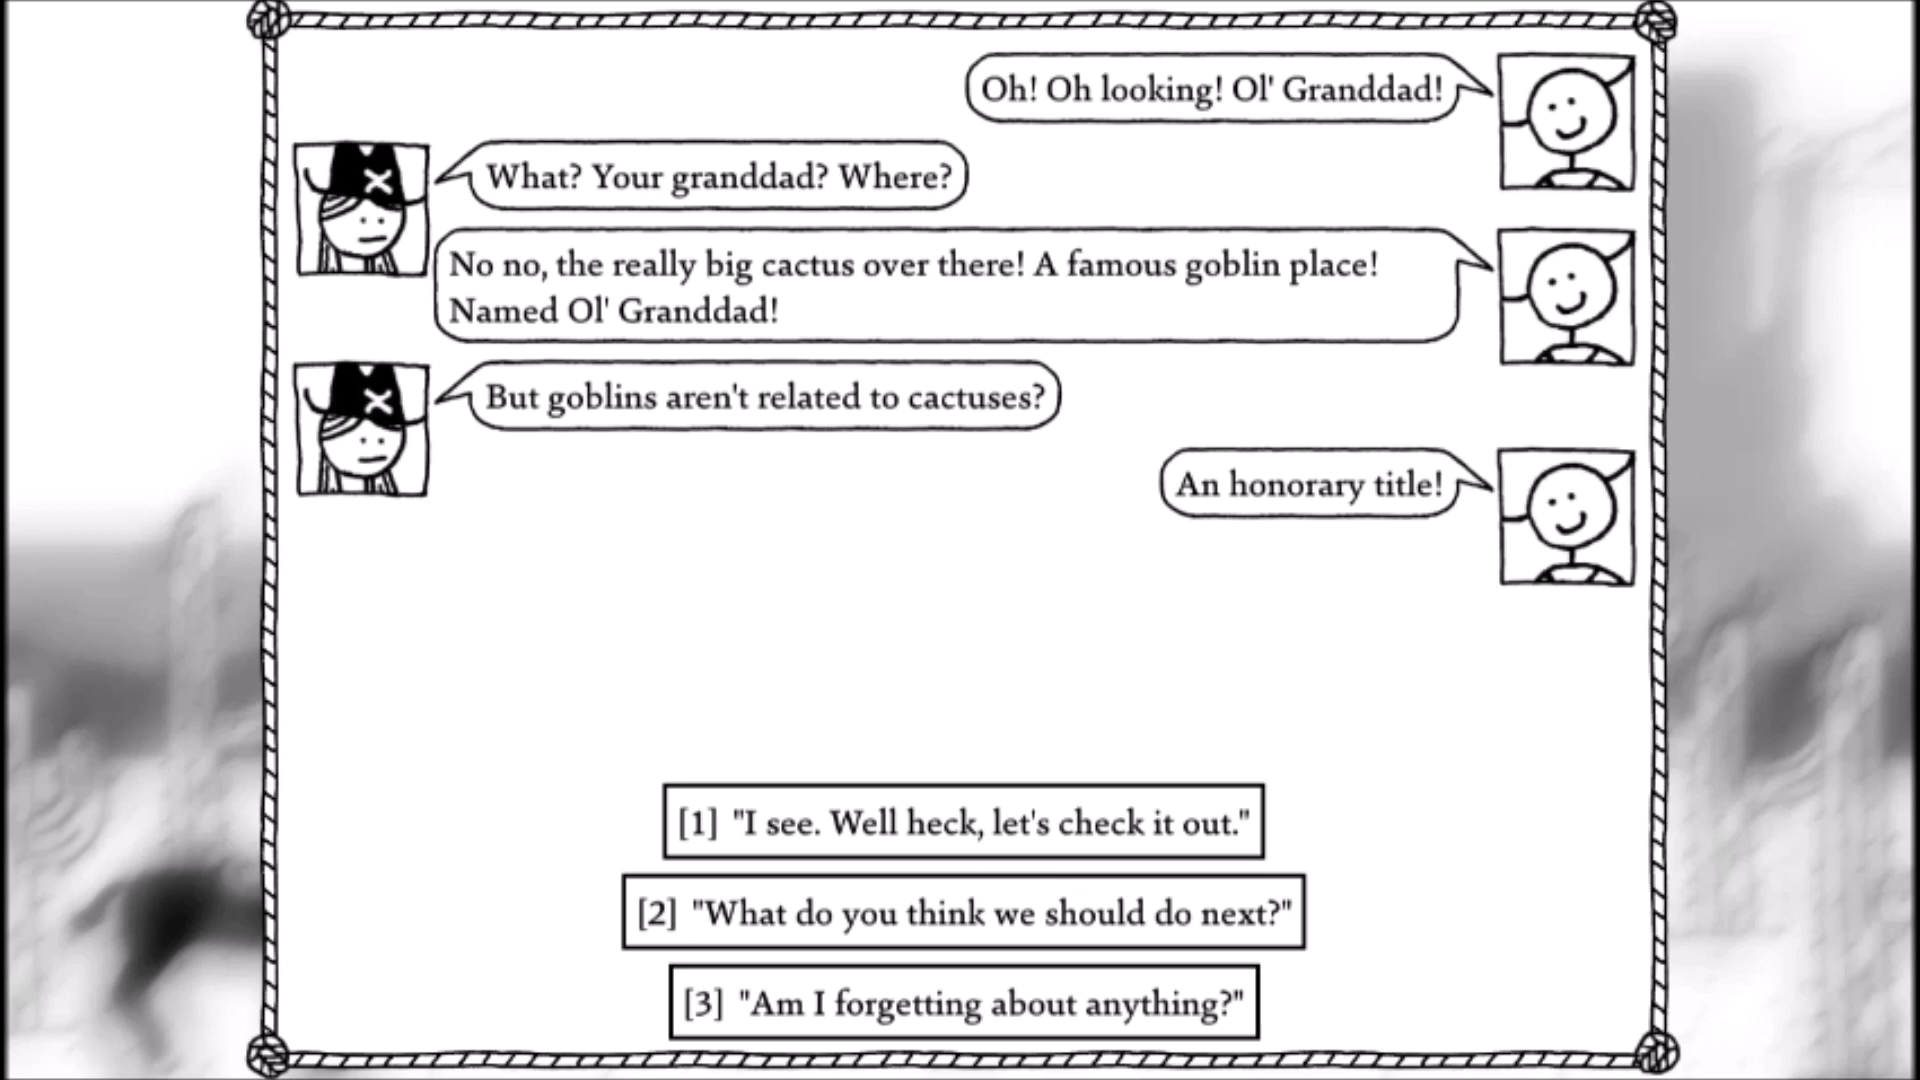 Oh! Oh looking! Ol' Granddad!
What? Your granddad? Where?
No no, the really big cactus over there! A famous goblin place!
Named Ol' Granddad!
But goblins aren't related to cactuses?
An honorary title!
[1] "I see. Well heck, let's check it out."
[2] "What do you think we should do next?"
[3] "Am I forgetting about anything?"